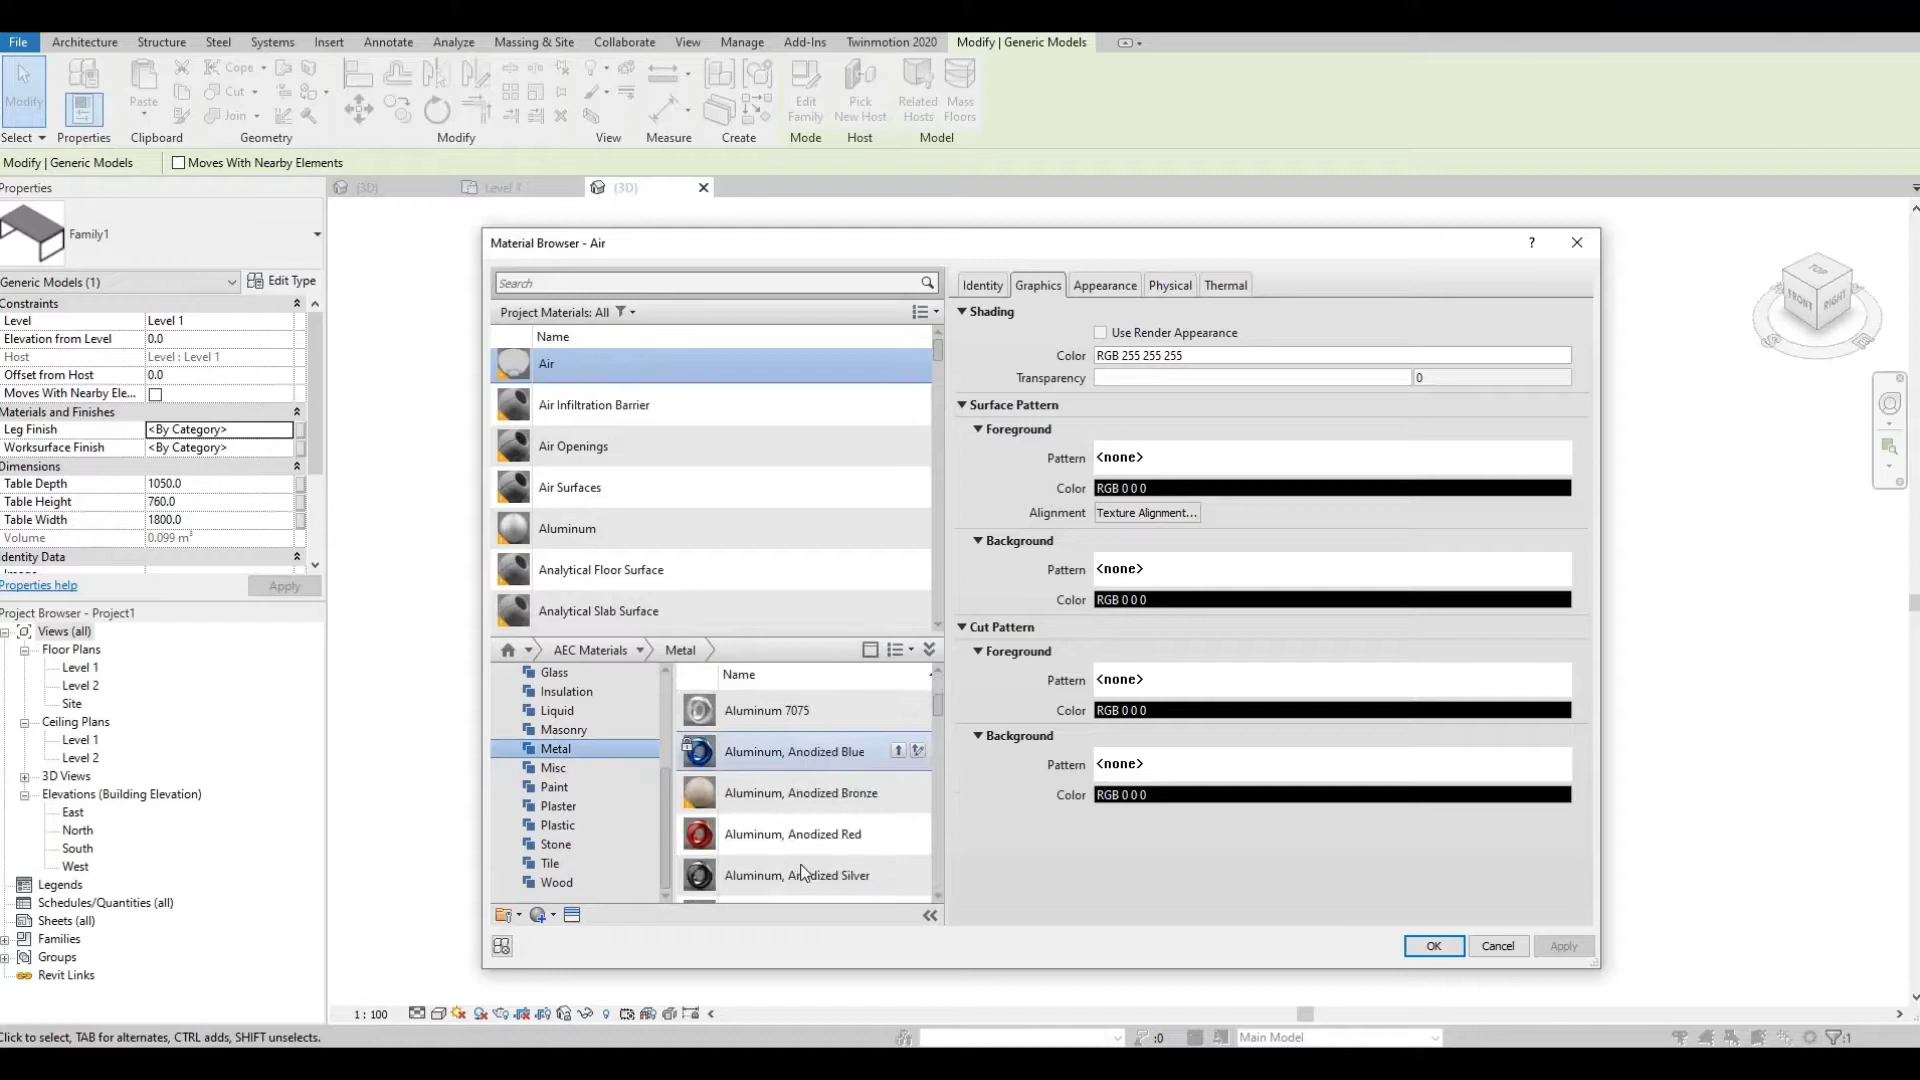 File Architecture Structure Steel Systems Insert Annotate Analyze Massing & Site Collaborate View Manage Add-Ins Twinmotion 2020 Modify | Generic Models
Modify Paste Cope Cut Join Edit Family Pick New Host Related Hosts Mass Floors
Select Properties Clipboard Geometry Modify View Measure Create Mode Host Model
Modify | Generic Models Moves With Nearby Elements
Properties
{3D} Level 1 {3D}
Family1
Generic Models (1) Edit Type
Constraints
Level Level 1
Elevation from Level 0.0
Host Level : Level 1
Offset from Host 0.0
Moves With Nearby Ele...
Materials and Finishes
Leg Finish <By Category>
Worksurface Finish <By Category>
Dimensions
Table Depth 1050.0
Table Height 760.0
Table Width 1800.0
Volume 0.099 m³
Identity Data
Properties help Apply
Project Browser - Project1
Views (all)
Floor Plans
Level 1
Level 2
Site
Ceiling Plans
Level 1
Level 2
3D Views
Elevations (Building Elevation)
East
North
South
West
Legends
Schedules/Quantities (all)
Sheets (all)
Families
Groups
Revit Links
Material Browser - Air ?
Search
Project Materials: All
Name
Air
Air Infiltration Barrier
Air Openings
Air Surfaces
Aluminum
Analytical Floor Surface
Analytical Slab Surface
AEC Materials Metal
Glass
Insulation
Liquid
Masonry
Metal
Misc
Paint
Plaster
Plastic
Stone
Tile
Wood
Name
Aluminum 7075
Aluminum, Anodized Blue
Aluminum, Anodized Bronze
Aluminum, Anodized Red
Aluminum, Anodized Silver
Identity Graphics Appearance Physical Thermal
Shading
Use Render Appearance
Color RGB 255 255 255
Transparency 0
Surface Pattern
Foreground
Pattern <none>
Color RGB 0 0 0
Alignment Texture Alignment...
Background
Pattern <none>
Color RGB 0 0 0
Cut Pattern
Foreground
Pattern <none>
Color RGB 0 0 0
Background
Pattern <none>
Color RGB 0 0 0
OK Cancel Apply
TOP
FRONT RIGHT
1 : 100
Click to select, TAB for alternates, CTRL adds, SHIFT unselects. :0 Main Model :1